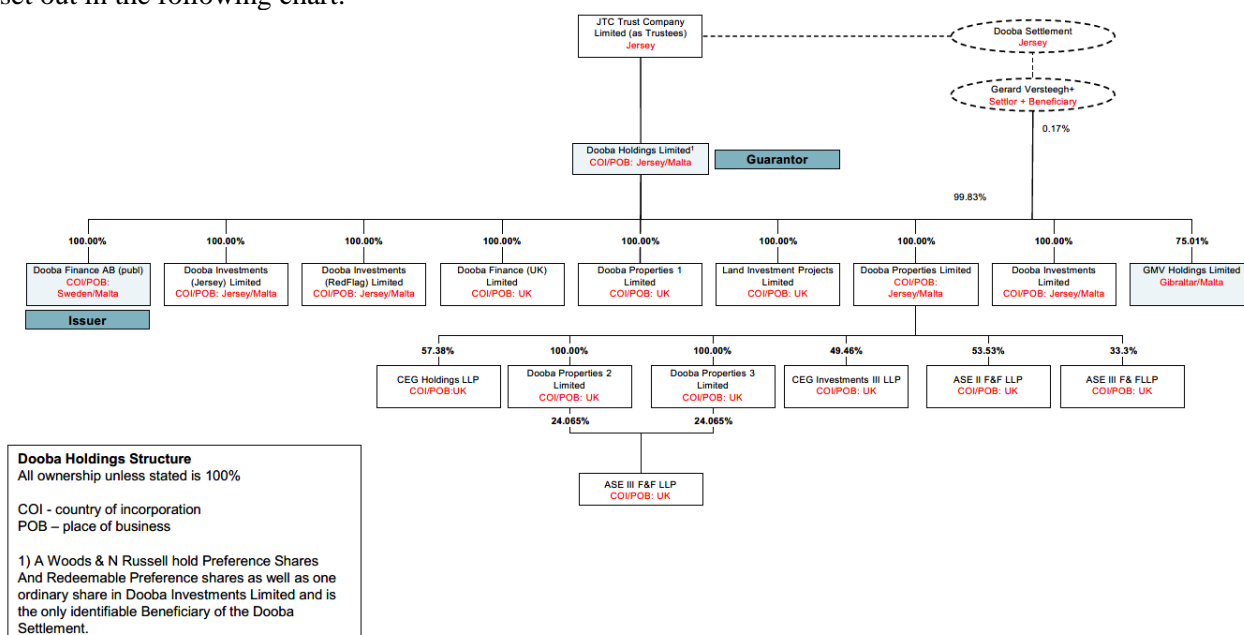 set out in the following chart:
JTC Trust Company
Limited (as Trustees)
Jersey
Dooba Settlement
Jersey
Gerard Versteegh+
Settlor + Beneficiary
0.17%
Dooba Holdings Limited¹
COI/POB: Jersey/Malta
Guarantor
99.83%
100.00%
100.00%
100.00%
100.00%
100.00%
100.00%
100.00%
100.00%
75.01%
Dooba Finance AB (publ)
COI/POB:
Sweden/Malta
Dooba Investments
(Jersey) Limited
COI/POB: Jersey/Malta
Dooba Investments
(RedFlag) Limited
COI/POB: Jersey/Malta
Dooba Finance (UK)
Limited
COI/POB: UK
Dooba Properties 1
Limited
COI/POB: UK
Land Investment Projects
Limited
COI/POB: UK
Dooba Properties Limited
COI/POB:
Jersey/Malta
Dooba Investments
Limited
COI/POB: Jersey/Malta
GMV Holdings Limited
Gibraltar/Malta
Issuer
57.38%
100.00%
100.00%
49.46%
53.53%
33.3%
CEG Holdings LLP
COI/POB:UK
Dooba Properties 2
Limited
COI/POB: UK
Dooba Properties 3
Limited
COI/POB: UK
CEG Investments III LLP
COI/POB: UK
ASE II F&F LLP
COI/POB: UK
ASE III F& FLLP
COI/POB: UK
24.065%
24.065%
ASE III F&F LLP
COI/POB: UK
Dooba Holdings Structure
All ownership unless stated is 100%
COI - country of incorporation
POB – place of business
1) A Woods & N Russell hold Preference Shares
And Redeemable Preference shares as well as one
ordinary share in Dooba Investments Limited and is
the only identifiable Beneficiary of the Dooba
Settlement.